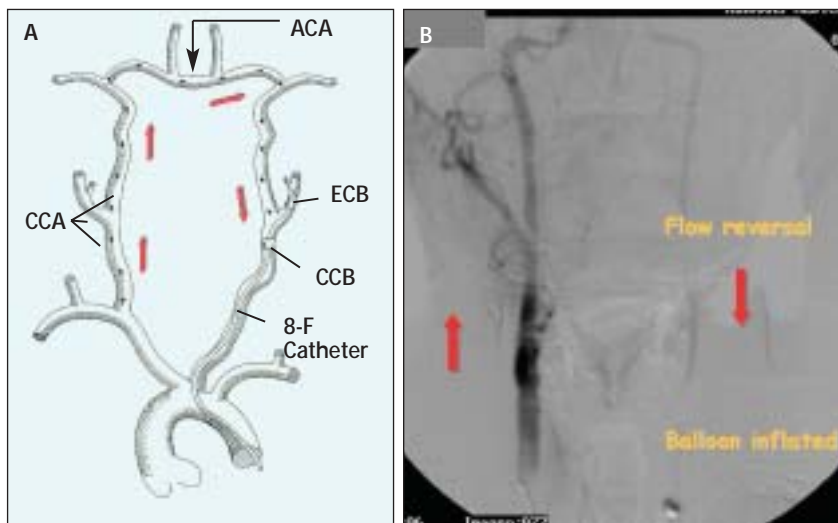 A
ACA
CCA
ECB
CCB
8-F
Catheter
B
Flow reversal
Balloon inflated